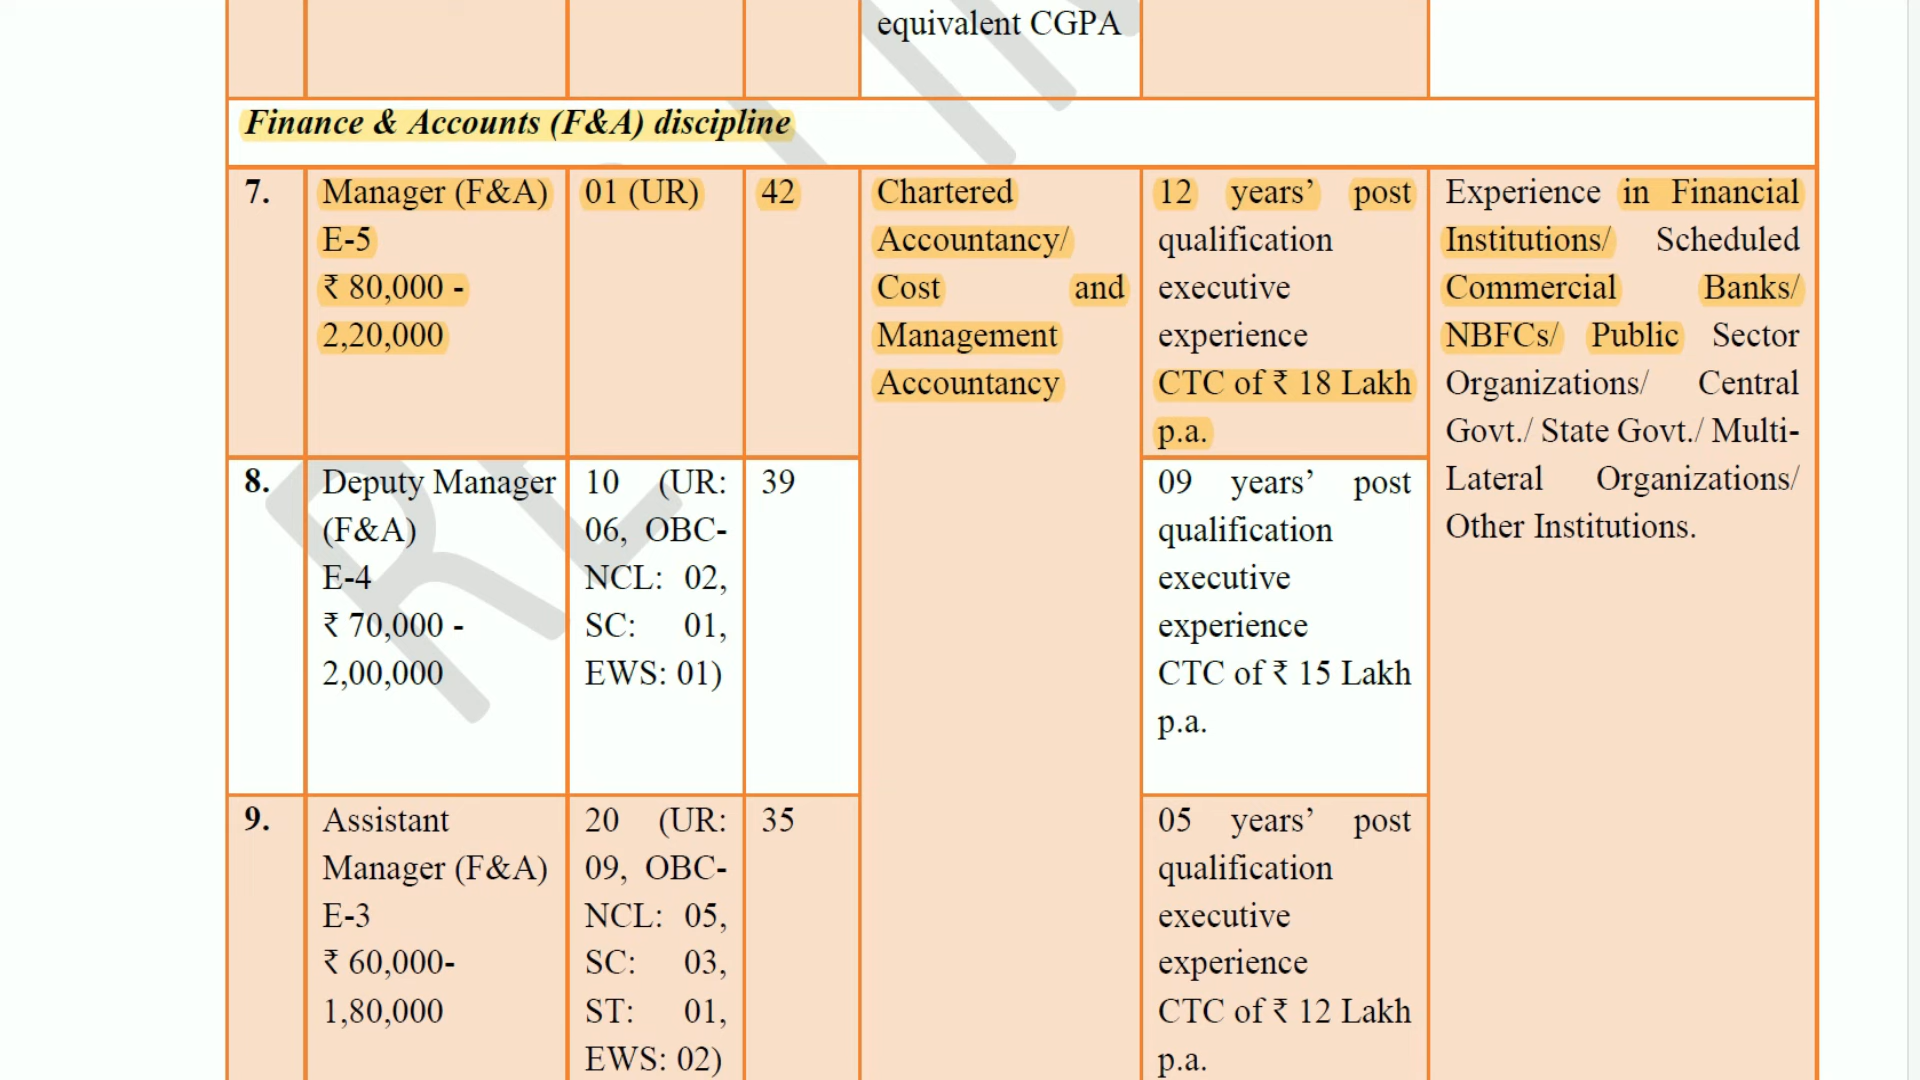 equivalent CGPA
Finance & Accounts (F&A) discipline
7.
Manager (F&A)
E-5
₹ 80,000 -
2,20,000
01 (UR)
42
Chartered
Accountancy/
Cost and
Management
Accountancy
12 years’ post
qualification
executive
experience
CTC of ₹ 18 Lakh
p.a.
Experience in Financial
Institutions/ Scheduled
Commercial Banks/
NBFCs/ Public Sector
Organizations/ Central
Govt./ State Govt./ Multi-
Lateral Organizations/
Other Institutions.
8.
Deputy Manager
(F&A)
E-4
₹ 70,000 -
2,00,000
10 (UR:
06, OBC-
NCL: 02,
SC: 01,
EWS: 01)
39
09 years’ post
qualification
executive
experience
CTC of ₹ 15 Lakh
p.a.
9.
Assistant
Manager (F&A)
E-3
₹ 60,000-
1,80,000
20 (UR:
09, OBC-
NCL: 05,
SC: 03,
ST: 01,
EWS: 02)
35
05 years’ post
qualification
executive
experience
CTC of ₹ 12 Lakh
p.a.